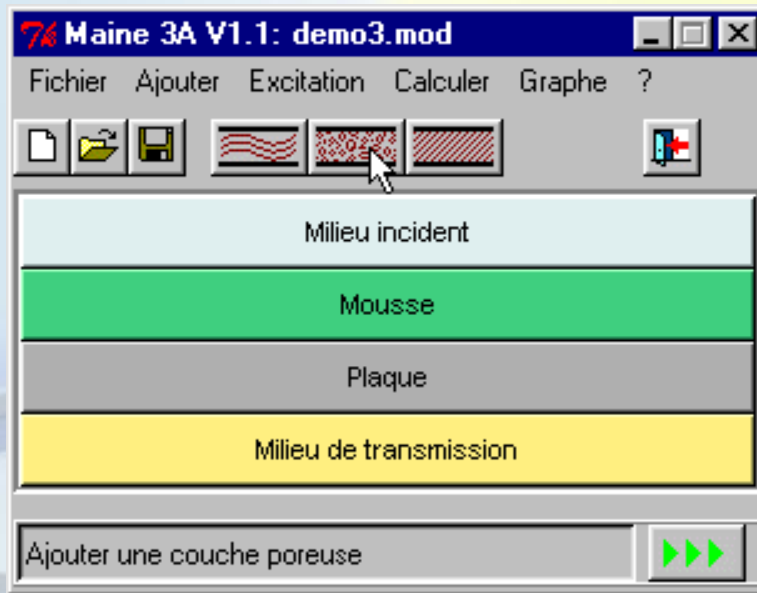 Maine 3A V1.1: demo3.mod
Fichier Ajouter Excitation Calculer Graphe ?
Milieu incident
Mousse
Plaque
Milieu de transmission
Ajouter une couche poreuse